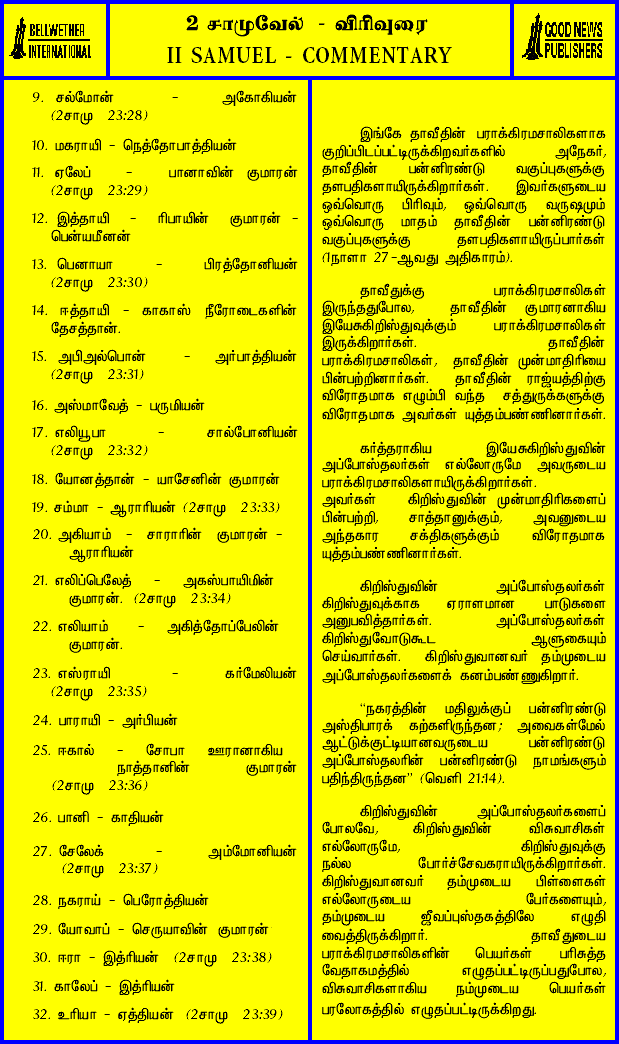 BELLWETHER
INTERNATIONAL
2 சாமுவேல் - விரிவுரை
II SAMUEL - COMMENTARY
GOOD NEWS
PUBLISHERS
9. சல்மோன் - அகோகியன்
(2சாமு 23:28)
10. மகராயி - நெத்தோபாத்தியன்
11. ஏலேப் - பானாவின் குமாரன்
(2சாமு 23:29)
12. இத்தாயி - ரிபாயின் குமாரன் -
பென்யமீனன்
13. பெனாயா - பிரத்தோனியன்
(2சாமு 23:30)
14. ஈத்தாயி - காகாஸ் நீரோடைகளின்
தேசத்தான்.
15. அபிஅல்பொன் - அர்பாத்தியன்
(2சாமு 23:31)
16. அஸ்மாவேத் - பருமியன்
17. எலியூபா - சால்போனியன்
(2சாமு 23:32)
18. யோனத்தான் - யாசேனின் குமாரன்
19. சம்மா - ஆராரியன் (2சாமு 23:33)
20. அகியாம் - சாராரின் குமாரன் -
ஆராரியன்
21. எலிப்பெலேத் - அகஸ்பாயிமின்
குமாரன். (2சாமு 23:34)
22. எலியாம் - அகித்தோப்பேலின்
குமாரன்.
23. எஸ்ராயி - கர்மேலியன்
(2சாமு 23:35)
24. பாராயி - அர்பியன்
25. ஈகால் - சோபா ஊரானாகிய
நாத்தானின் குமாரன்
(2சாமு 23:36)
26. பானி - காதியன்
27. சேலேக் - அம்மோனியன்
(2சாமு 23:37)
28. நகராய் - பெரோத்தியன்
29. யோவாப் - செருயாவின் குமாரன்
30. ஈரா - இத்ரியன் (2சாமு 23:38)
31. காலேப் - இத்ரியன்
32. உரியா - ஏத்தியன் (2சாமு 23:39)
இங்கே தாவீதின் பராக்கிரமசாலிகளாக
குறிப்பிடப்பட்டிருக்கிறவர்களில் அநேகர்,
தாவீதின் பன்னிரண்டு வகுப்புகளுக்கு
தளபதிகளாயிருக்கிறார்கள். இவர்களுடைய
ஒவ்வொரு பிரிவும், ஒவ்வொரு வருஷமும்
ஒவ்வொரு மாதம் தாவீதின் பன்னிரண்டு
வகுப்புகளுக்கு தளபதிகளாயிருப்பார்கள்
(1நாளா 27-ஆவது அதிகாரம்).
தாவீதுக்கு பராக்கிரமசாலிகள்
இருந்ததுபோல, தாவீதின் குமாரனாகிய
இயேசுகிறிஸ்துவுக்கும் பராக்கிரமசாலிகள்
இருக்கிறார்கள். தாவீதின்
பராக்கிரமசாலிகள், தாவீதின் முன்மாதிரியை
பின்பற்றினார்கள். தாவீதின் ராஜ்யத்திற்கு
விரோதமாக எழும்பி வந்த சத்துருக்களுக்கு
விரோதமாக அவர்கள் யுத்தம்பண்ணினார்கள்.
கர்த்தராகிய இயேசுகிறிஸ்துவின்
அப்போஸ்தலர்கள் எல்லோருமே அவருடைய
பராக்கிரமசாலிகளாயிருக்கிறார்கள்.
அவர்கள் கிறிஸ்துவின் முன்மாதிரிகளைப்
பின்பற்றி, சாத்தானுக்கும், அவனுடைய
அந்தகார சக்திகளுக்கும் விரோதமாக
யுத்தம்பண்ணினார்கள்.
கிறிஸ்துவின் அப்போஸ்தலர்கள்
கிறிஸ்துவுக்காக ஏராளமான பாடுகளை
அனுபவித்தார்கள். அப்போஸ்தலர்கள்
கிறிஸ்துவோடுகூட ஆளுகையும்
செய்வார்கள். கிறிஸ்துவானவர் தம்முடைய
அப்போஸ்தலர்களைக் கனம்பண்ணுகிறார்.
“நகரத்தின் மதிலுக்குப் பன்னிரண்டு
அஸ்திபாரக் கற்களிருந்தன; அவைகள்மேல்
ஆட்டுக்குட்டியானவருடைய பன்னிரண்டு
அப்போஸ்தலரின் பன்னிரண்டு நாமங்களும்
பதிந்திருந்தன” (வெளி 21:14).
கிறிஸ்துவின் அப்போஸ்தலர்களைப்
போலவே, கிறிஸ்துவின் விசுவாசிகள்
எல்லோருமே, கிறிஸ்துவுக்கு
நல்ல போர்ச்சேவகராயிருக்கிறார்கள்.
கிறிஸ்துவானவர் தம்முடைய பிள்ளைகள்
எல்லோருடைய பேர்களையும்,
தம்முடைய ஜீவப்புஸ்தகத்திலே எழுதி
வைத்திருக்கிறார். தாவீதுடைய
பராக்கிரமசாலிகளின் பெயர்கள் பரிசுத்த
வேதாகமத்தில் எழுதப்பட்டிருப்பதுபோல,
விசுவாசிகளாகிய நம்முடைய பெயர்கள்
பரலோகத்தில் எழுதப்பட்டிருக்கிறது.